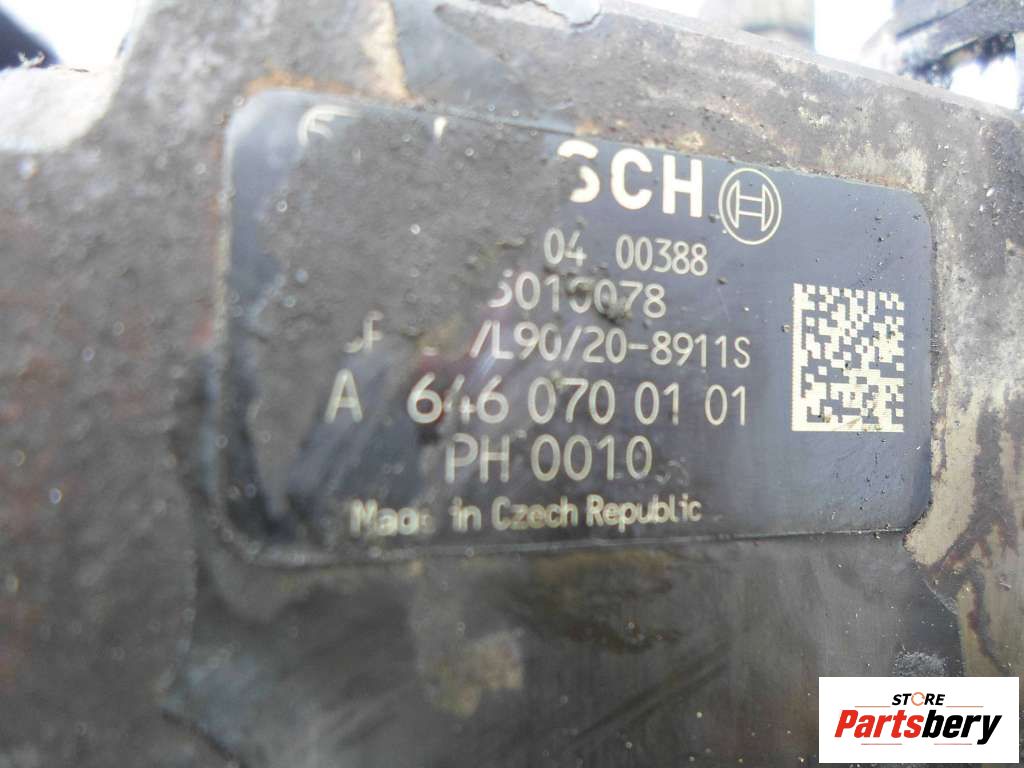 SCH
04 00388
5010078
/L90/20-8911S
A 646 070 01 01
PH 0010
Made in Czech Republic
STORE
Partsbery